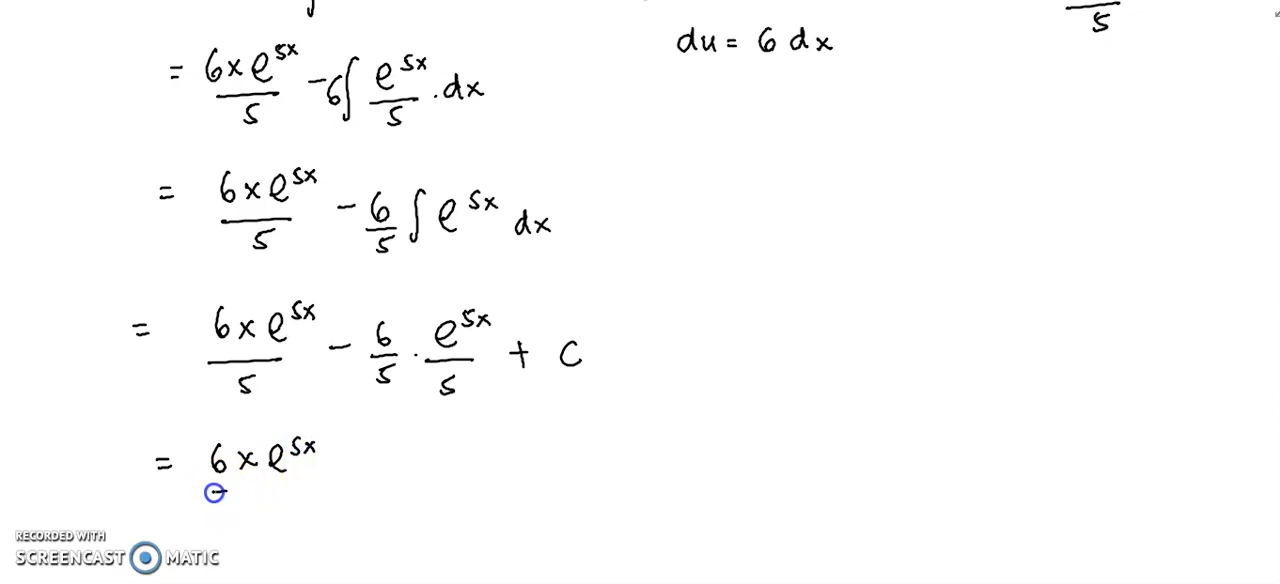 5
du = 6 dx
= 6xe^{5x}/5 - 6∫ e^{5x}/5 . dx
= 6xe^{5x}/5 - 6/5 ∫ e^{5x} dx
= 6xe^{5x}/5 - 6/5 . e^{5x}/5 + C
= 6xe^{5x}
RECORDED WITH
SCREENCAST MATIC